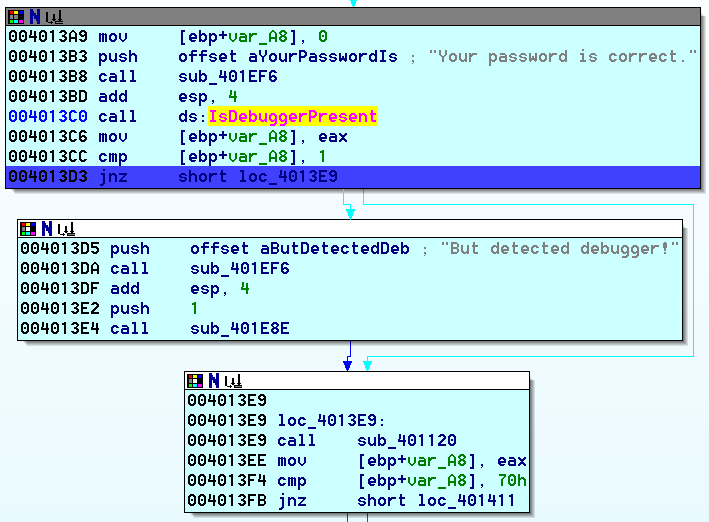 004013A9 mov [ebp+var_A8], 0
004013B3 push offset aYourPasswordIs ; "Your password is correct."
004013B8 call sub_401EF6
004013BD add esp, 4
004013C0 call ds:IsDebuggerPresent
004013C6 mov [ebp+var_A8], eax
004013CC cmp [ebp+var_A8], 1
004013D3 jnz short loc_4013E9
004013D5 push offset aButDetectedDeb ; "But detected debugger!"
004013DA call sub_401EF6
004013DF add esp, 4
004013E2 push 1
004013E4 call sub_401E8E
004013E9
004013E9 loc_4013E9:
004013E9 call sub_401120
004013EE mov [ebp+var_A8], eax
004013F4 cmp [ebp+var_A8], 70h
004013FB jnz short loc_401411